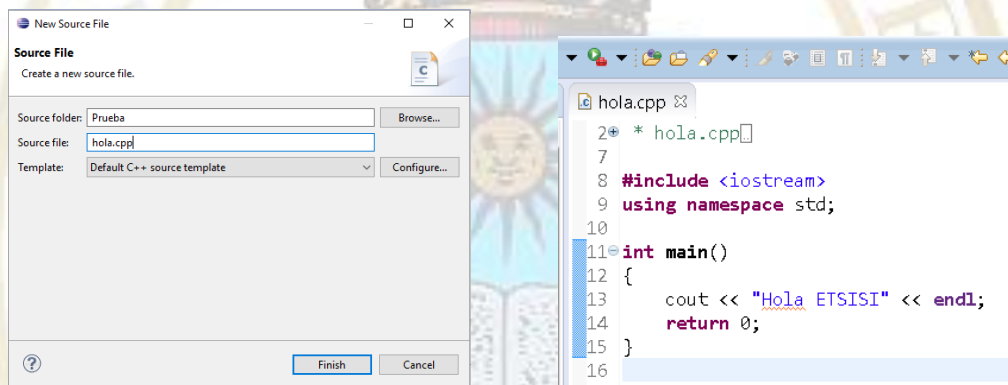 New Source File
Source File
Create a new source file.
Source folder: Prueba Browse...
Source file: hola.cpp
Template: Default C++ source template Configure...
Finish Cancel
hola.cpp
2 * hola.cpp
7
8 #include <iostream>
9 using namespace std;
10
11 int main()
12 {
13     cout << "Hola ETSISI" << endl;
14     return 0;
15 }
16